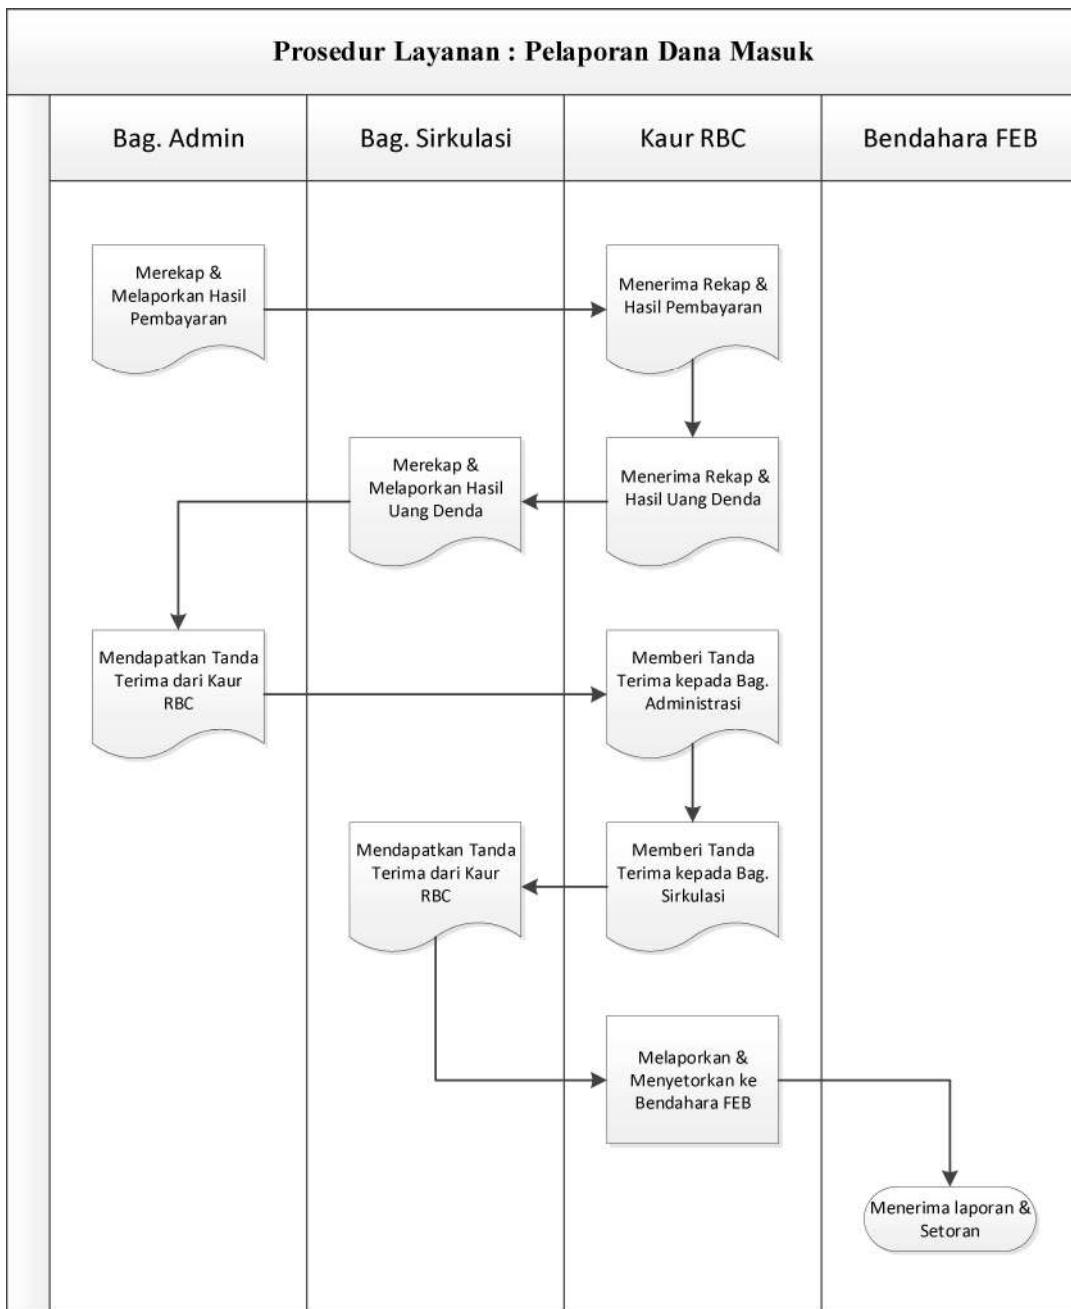 Prosedur Layanan : Pelaporan Dana Masuk
Bag. Admin
Bag. Sirkulasi
Kaur RBC
Bendahara FEB
Merekap &
Melaporkan Hasil
Pembayaran
Menerima Rekap &
Hasil Pembayaran
Merekap &
Melaporkan Hasil
Uang Denda
Menerima Rekap &
Hasil Uang Denda
Mendapatkan Tanda
Terima dari Kaur
RBC
Memberi Tanda
Terima kepada Bag.
Administrasi
Mendapatkan Tanda
Terima dari Kaur
RBC
Memberi Tanda
Terima kepada Bag.
Sirkulasi
Melaporkan &
Menyetorkan ke
Bendahara FEB
Menerima laporan &
Setoran